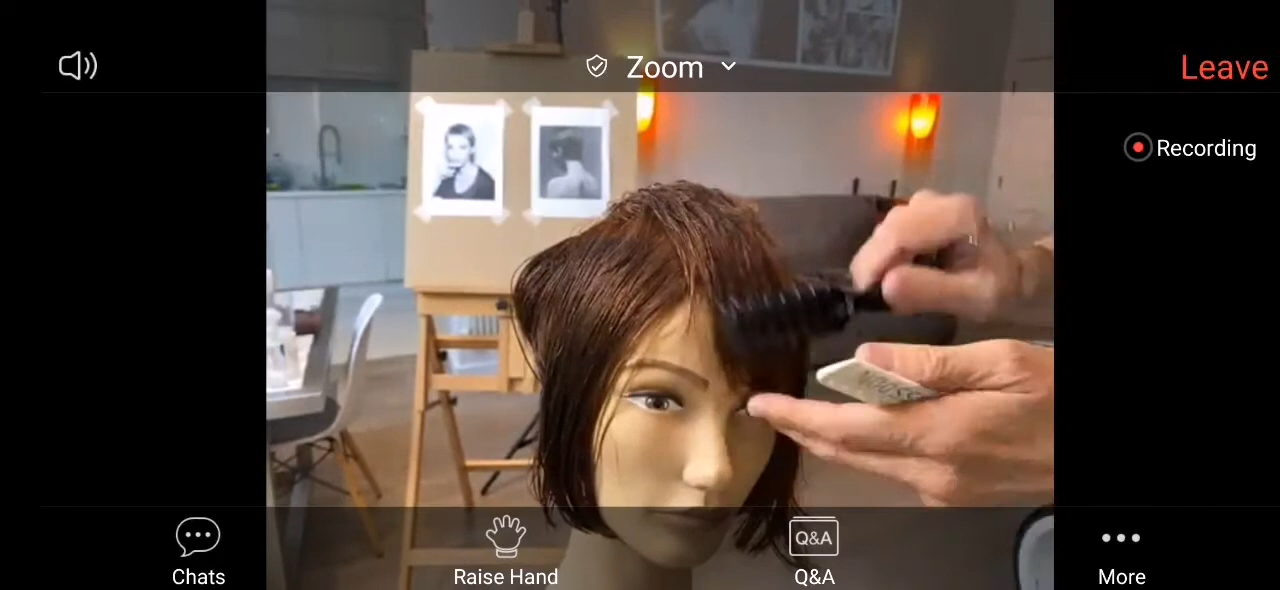 Zoom
Leave
Recording
Chats
Raise Hand
Q&A
Q&A
More